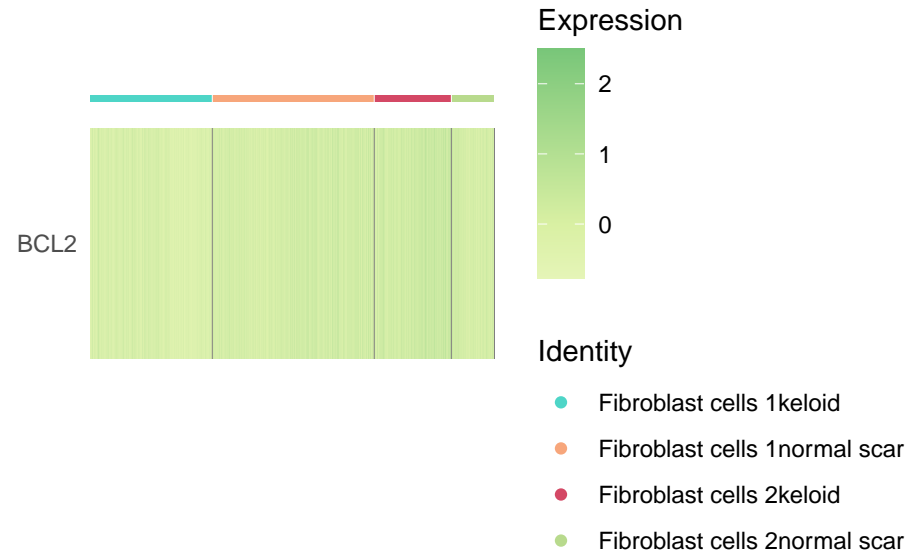 Expression
2
1
0
BCL2
Identity
Fibroblast cells 1keloid
Fibroblast cells 1normal scar
Fibroblast cells 2keloid
Fibroblast cells 2normal scar